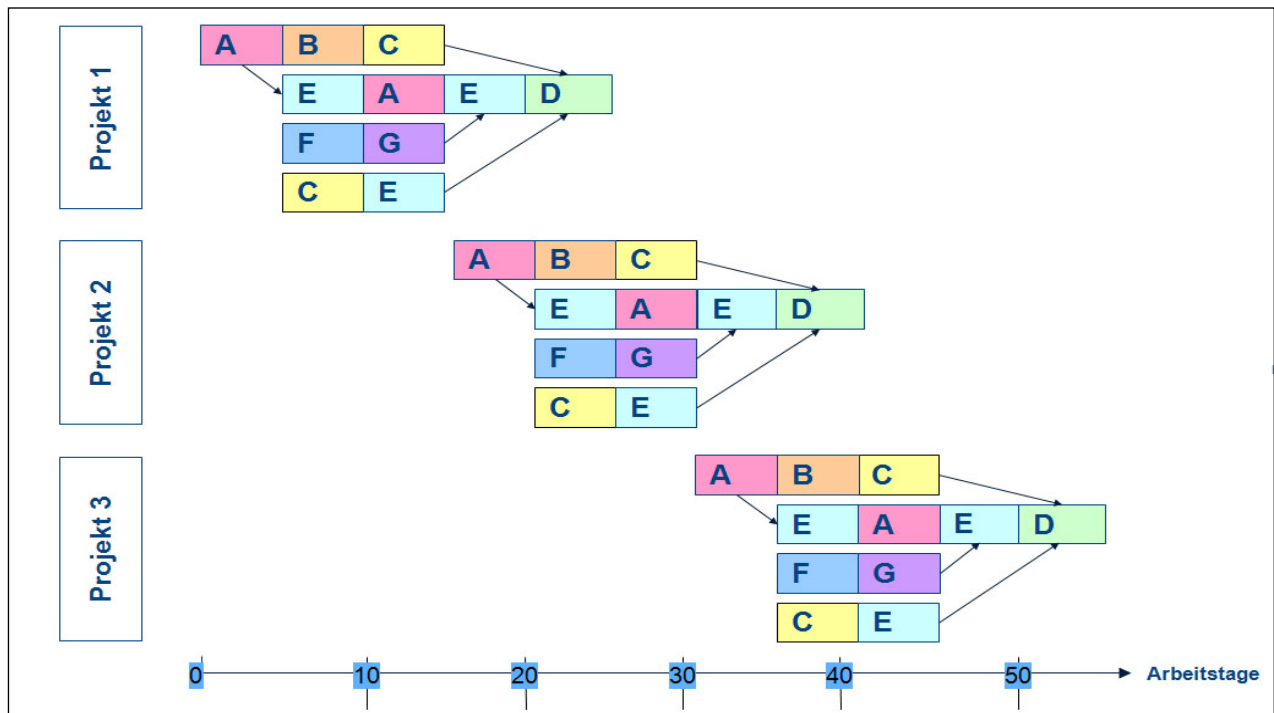 Projekt 1
A B C
E A E D
F G
C E
Projekt 2
A B C
E A E D
F G
C E
Projekt 3
A B C
E A E D
F G
C E
0 10 20 30 40 50 Arbeitstage